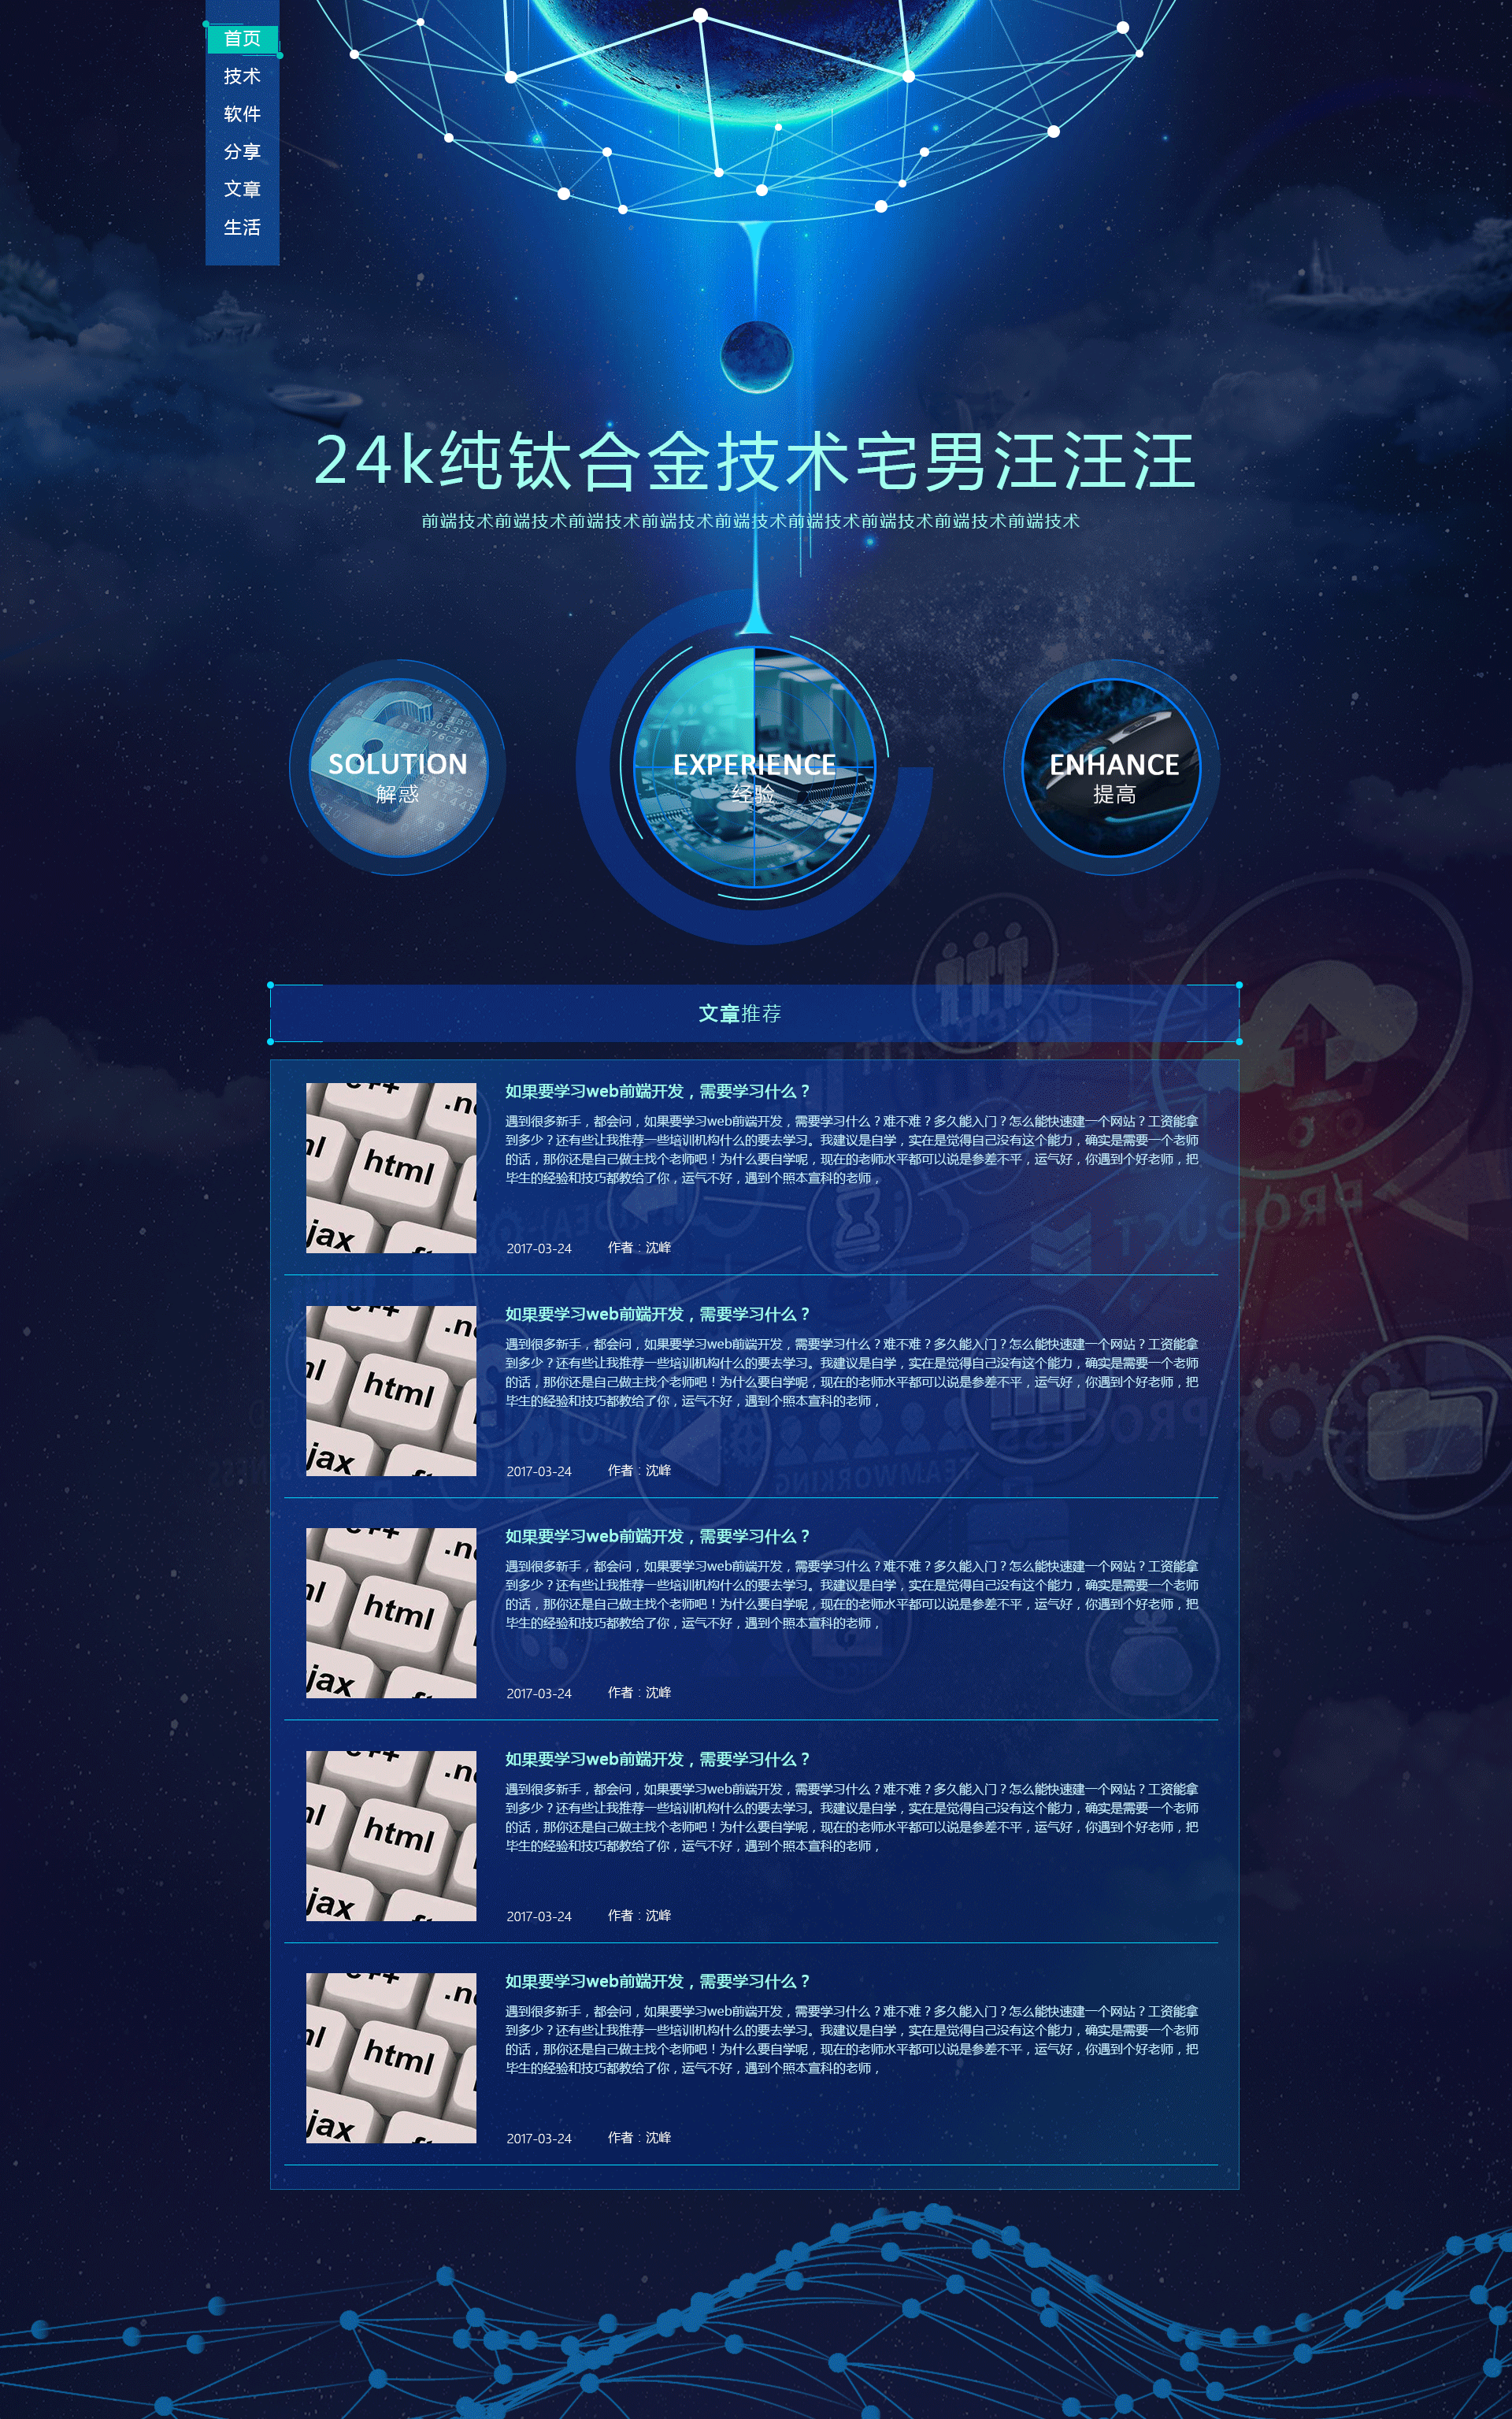 首页
技术
软件
分享
文章
生活
24k纯钛合金技术宅男汪汪汪
前端技术前端技术前端技术前端技术前端技术前端技术前端技术前端技术前端技术
SOLUTION
解惑
EXPERIENCE
经验
ENHANCE
提高
文章推荐
如果要学习web前端开发，需要学习什么？
遇到很多新手，都会问，如果要学习web前端开发，需要学习什么？难不难？多久能入门？怎么能快速建一个网站？工资能拿
到多少？还有些让我推荐一些培训机构什么的要去学习。我建议是自学，实在是觉得自己没有这个能力，确实是需要一个老师
的话，那你还是自己做主找个老师吧！为什么要自学呢，现在的老师水平都可以说是参差不平，运气好，你遇到个好老师，把
毕生的经验和技巧都教给了你，运气不好，遇到个照本宣科的老师，
2017-03-24 作者：沈峰
html
jax
如果要学习web前端开发，需要学习什么？
遇到很多新手，都会问，如果要学习web前端开发，需要学习什么？难不难？多久能入门？怎么能快速建一个网站？工资能拿
到多少？还有些让我推荐一些培训机构什么的要去学习。我建议是自学，实在是觉得自己没有这个能力，确实是需要一个老师
的话，那你还是自己做主找个老师吧！为什么要自学呢，现在的老师水平都可以说是参差不平，运气好，你遇到个好老师，把
毕生的经验和技巧都教给了你，运气不好，遇到个照本宣科的老师，
2017-03-24 作者：沈峰
html
jax
如果要学习web前端开发，需要学习什么？
遇到很多新手，都会问，如果要学习web前端开发，需要学习什么？难不难？多久能入门？怎么能快速建一个网站？工资能拿
到多少？还有些让我推荐一些培训机构什么的要去学习。我建议是自学，实在是觉得自己没有这个能力，确实是需要一个老师
的话，那你还是自己做主找个老师吧！为什么要自学呢，现在的老师水平都可以说是参差不平，运气好，你遇到个好老师，把
毕生的经验和技巧都教给了你，运气不好，遇到个照本宣科的老师，
2017-03-24 作者：沈峰
html
jax
如果要学习web前端开发，需要学习什么？
遇到很多新手，都会问，如果要学习web前端开发，需要学习什么？难不难？多久能入门？怎么能快速建一个网站？工资能拿
到多少？还有些让我推荐一些培训机构什么的要去学习。我建议是自学，实在是觉得自己没有这个能力，确实是需要一个老师
的话，那你还是自己做主找个老师吧！为什么要自学呢，现在的老师水平都可以说是参差不平，运气好，你遇到个好老师，把
毕生的经验和技巧都教给了你，运气不好，遇到个照本宣科的老师，
2017-03-24 作者：沈峰
html
jax
如果要学习web前端开发，需要学习什么？
遇到很多新手，都会问，如果要学习web前端开发，需要学习什么？难不难？多久能入门？怎么能快速建一个网站？工资能拿
到多少？还有些让我推荐一些培训机构什么的要去学习。我建议是自学，实在是觉得自己没有这个能力，确实是需要一个老师
的话，那你还是自己做主找个老师吧！为什么要自学呢，现在的老师水平都可以说是参差不平，运气好，你遇到个好老师，把
毕生的经验和技巧都教给了你，运气不好，遇到个照本宣科的老师，
2017-03-24 作者：沈峰
html
jax
PRODUCT
PROCESS
TEAMWORKING